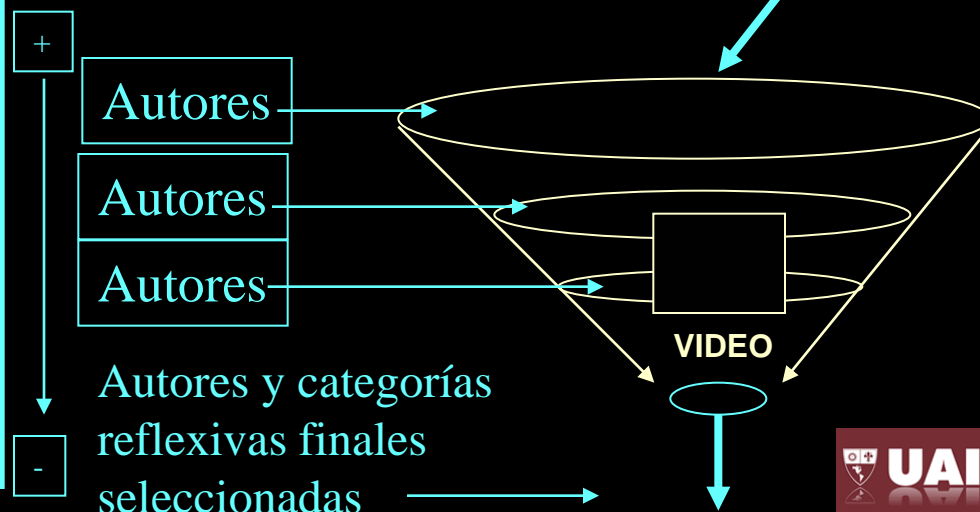 +
Autores
Autores
Autores
VIDEO
Autores y categorías
reflexivas finales
seleccionadas
-
UAI